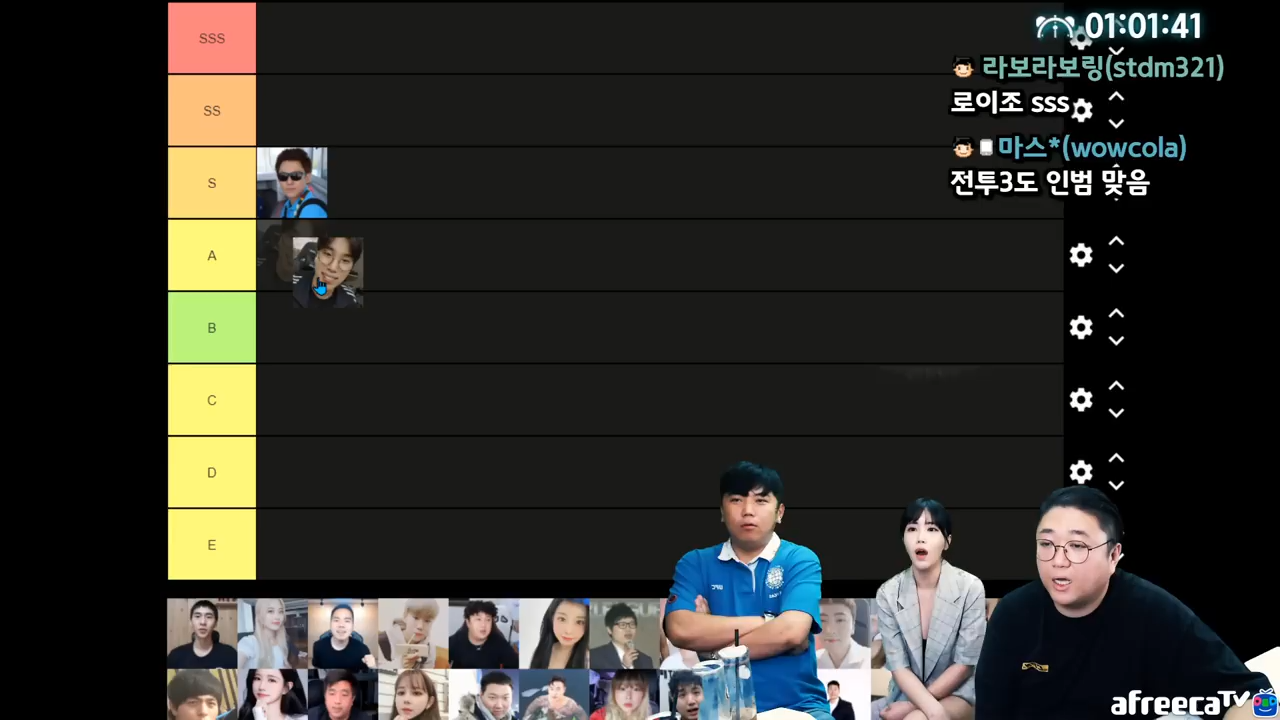 SSS
SS
S
A
B
C
D
E
01:01:41
라보라보링(stdm321)
로이조 sss
마스*(wowcola)
전투3도 인범 맞음
afreecaTV